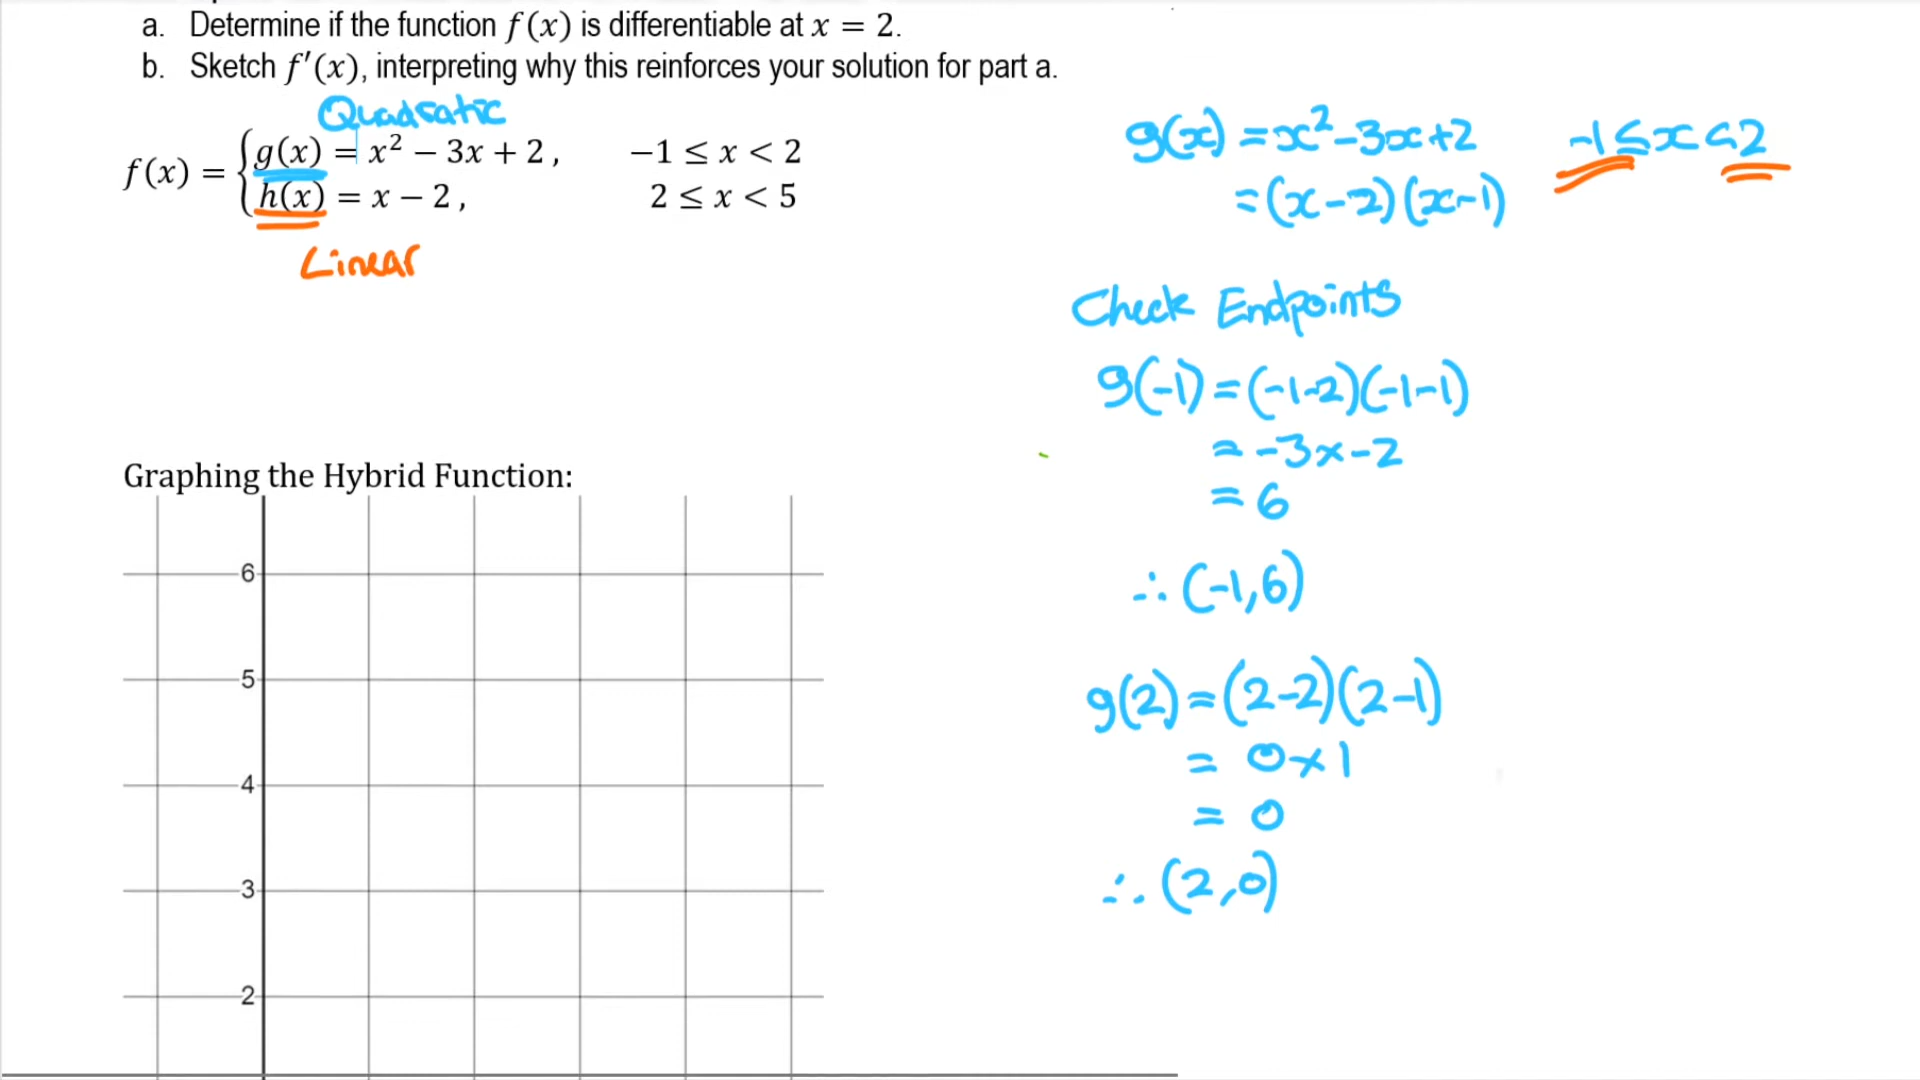 a. Determine if the function f(x) is differentiable at x = 2.
b. Sketch f′(x), interpreting why this reinforces your solution for part a.
Quadratic
f(x) = { g(x) = x² − 3x + 2 , −1 ≤ x < 2
h(x) = x − 2 , 2 ≤ x < 5
Linear
Graphing the Hybrid Function:
6
5
4
3
2
g(x) = x² − 3x + 2 −1 ≤ x < 2
= (x − 2)(x − 1)
Check Endpoints
g(−1) = (−1−2)(−1−1)
= −3 × −2
= 6
∴ (−1,6)
g(2) = (2−2)(2−1)
= 0 × 1
= 0
∴ (2,0)